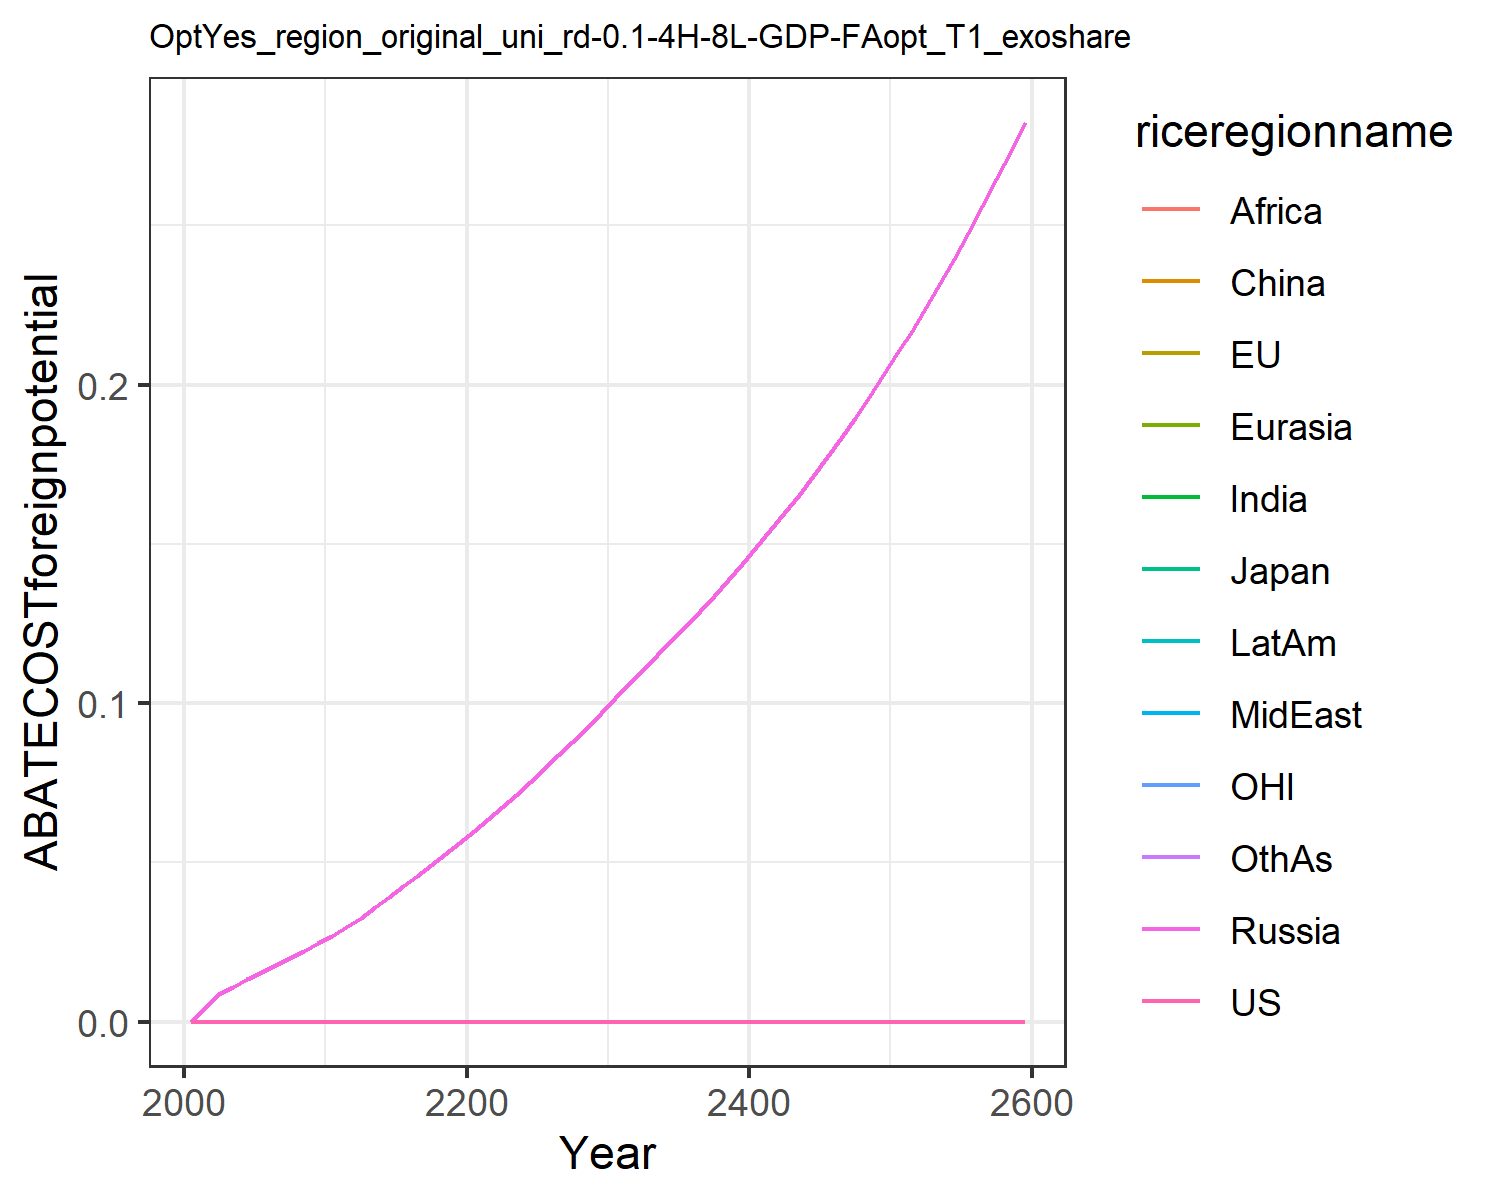 OptYes_region_original_uni_rd-0.1-4H-8L-GDP-FAopt_T1_exoshare
ABATECOSTforeignpotential
0.2
0.1
0.0
2000 2200 2400 2600
Year
riceregionname
Africa
China
EU
Eurasia
India
Japan
LatAm
MidEast
OHI
OthAs
Russia
US